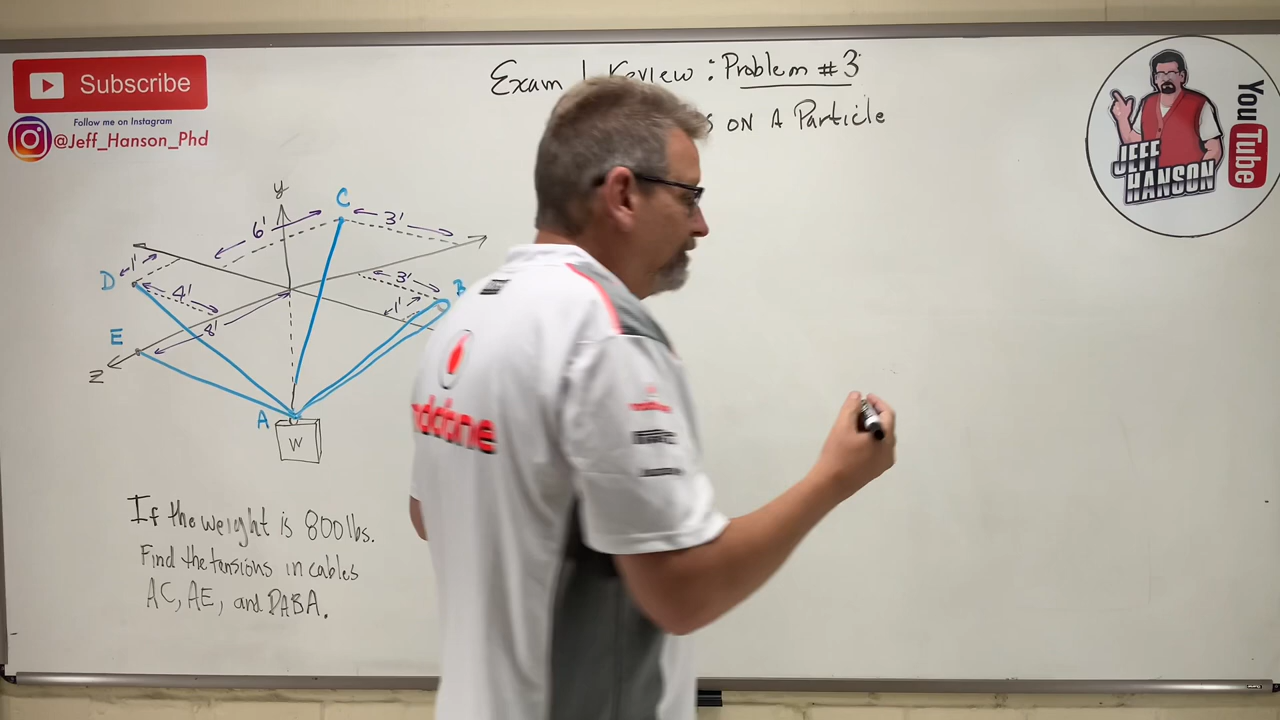 Subscribe
Follow me on Instagram
@Jeff_Hanson_Phd
Exam 1 Review: Problem #3
ON A Particle
You Tube
JEFF HANSON
y
C
6'
3'
1'
D
4'
3'
B
1'
E
8'
Z
A
W
If the weight is 800 lbs.
Find the tensions in cables
AC, AE, and DABA.
vodafone